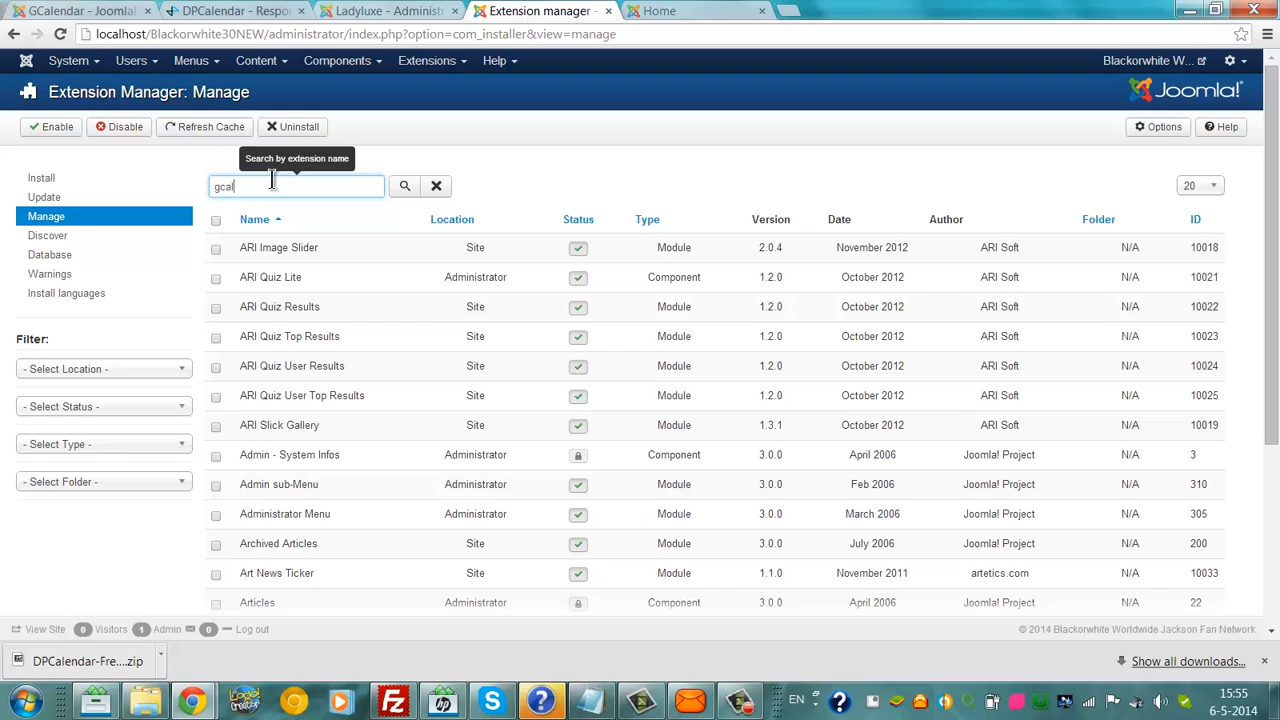 GCalendar - Jooml
DPCalendar - Respo
Ladyluxe - Administr
Extension manager -
Home
localhost/Blackorwhite30NEW/administrator/index.php?option=com_installer&view=manage
System Users Menus Content Components Extensions Help Blackorwhite W...
Extension Manager: Manage Joomla!
Enable Disable Refresh Cache Uninstall Options Help
Search by extension name
Install
gcal 20
Update
Manage
Name Location Status Type Version Date Author Folder ID
Discover
Database
Warnings
Install languages
Filter:
- Select Location -
- Select Status -
- Select Type -
- Select Folder -
ARI Image Slider Site Module 2.0.4 November 2012 ARI Soft N/A 10018
ARI Quiz Lite Administrator Component 1.2.0 October 2012 ARI Soft N/A 10021
ARI Quiz Results Site Module 1.2.0 October 2012 ARI Soft N/A 10022
ARI Quiz Top Results Site Module 1.2.0 October 2012 ARI Soft N/A 10023
ARI Quiz User Results Site Module 1.2.0 October 2012 ARI Soft N/A 10024
ARI Quiz User Top Results Site Module 1.2.0 October 2012 ARI Soft N/A 10025
ARI Slick Gallery Site Module 1.3.1 October 2012 ARI Soft N/A 10019
Admin - System Infos Administrator Component 3.0.0 April 2006 Joomla! Project N/A 3
Admin sub-Menu Administrator Module 3.0.0 Feb 2006 Joomla! Project N/A 310
Administrator Menu Administrator Module 3.0.0 March 2006 Joomla! Project N/A 305
Archived Articles Site Module 3.0.0 July 2006 Joomla! Project N/A 200
Art News Ticker Site Module 1.1.0 November 2011 artetics.com N/A 10033
Articles Administrator Component 3.0.0 April 2006 Joomla! Project N/A 22
View Site 0 Visitors 1 Admin 0 Log out © 2014 Blackorwhite Worldwide Jackson Fan Network
DPCalendar-Fre....zip Show all downloads...
EN 15:55
6-5-2014